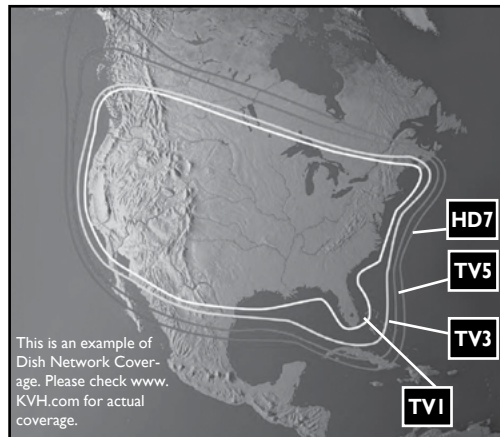 HD7
TV5
TV3
TV1
This is an example of
Dish Network Cover-
age. Please check www.
KVH.com for actual
coverage.